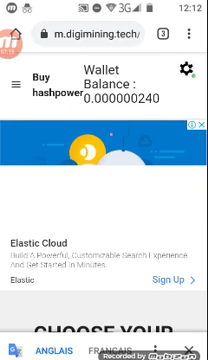 3G 12:12
m.digimining.tech/ 3
Buy
hashpower
Wallet
Balance :
0.000000240
Elastic Cloud
Build A Powerful, Customizable Search Experience
And Get Started In Minutes.
Elastic
Sign Up
CHOOSE YOUR
ANGLAIS FRANÇAIS
Recorded by